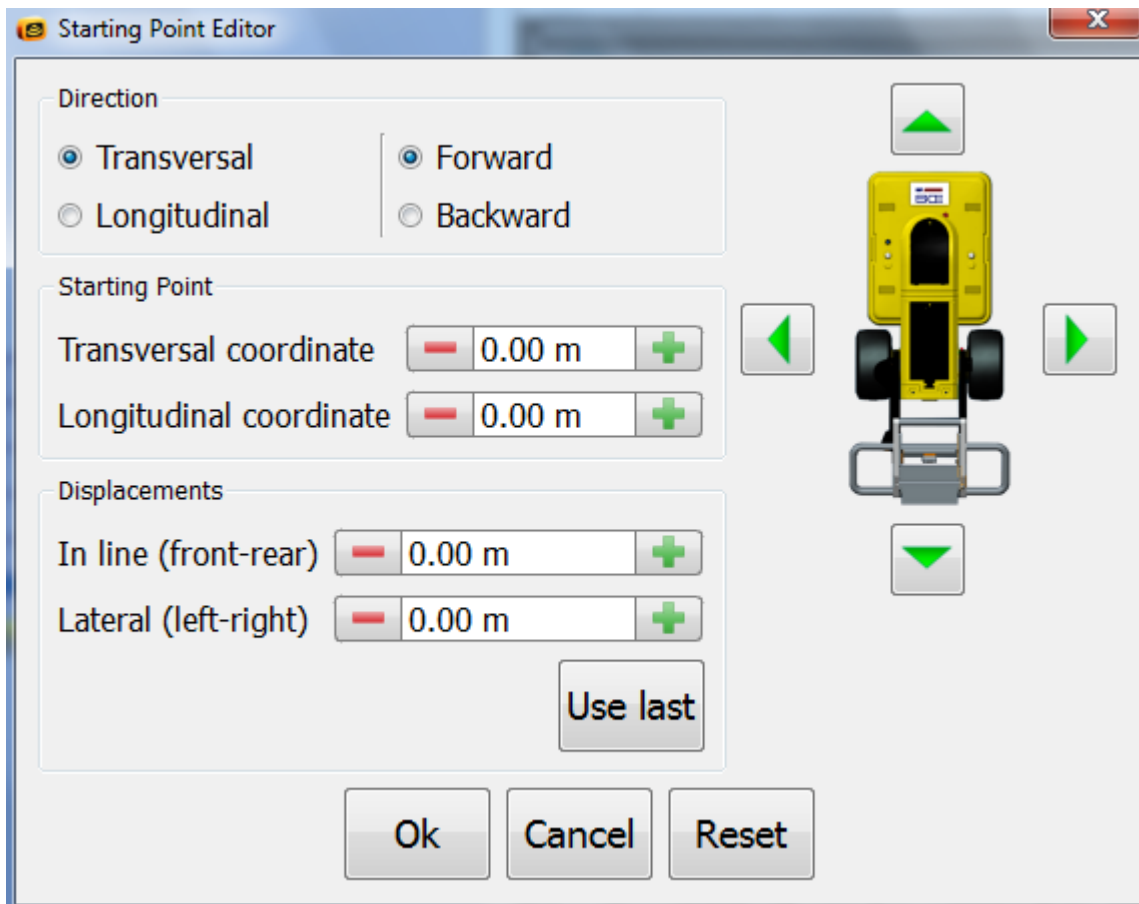 Starting Point Editor
Direction
Transversal
Forward
Longitudinal
Backward
Starting Point
Transversal coordinate 0.00 m
Longitudinal coordinate 0.00 m
Displacements
In line (front-rear) 0.00 m
Lateral (left-right) 0.00 m
Use last
Ok Cancel Reset